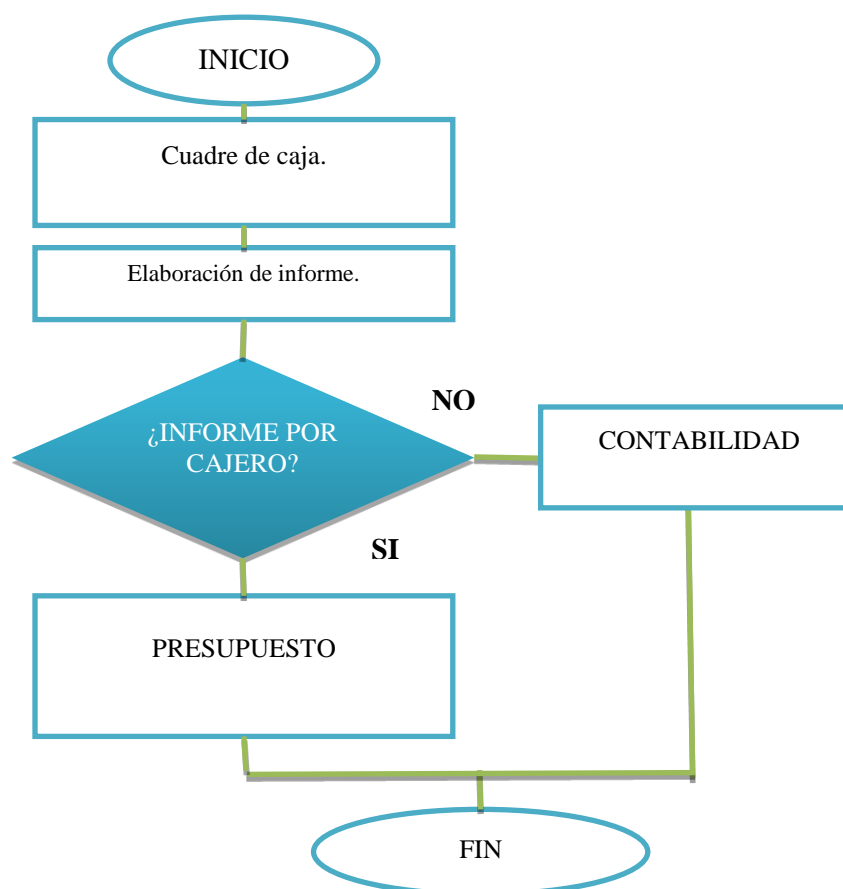 INICIO
Cuadre de caja.
Elaboración de informe.
¿INFORME POR
CAJERO?
NO
CONTABILIDAD
SI
PRESUPUESTO
FIN